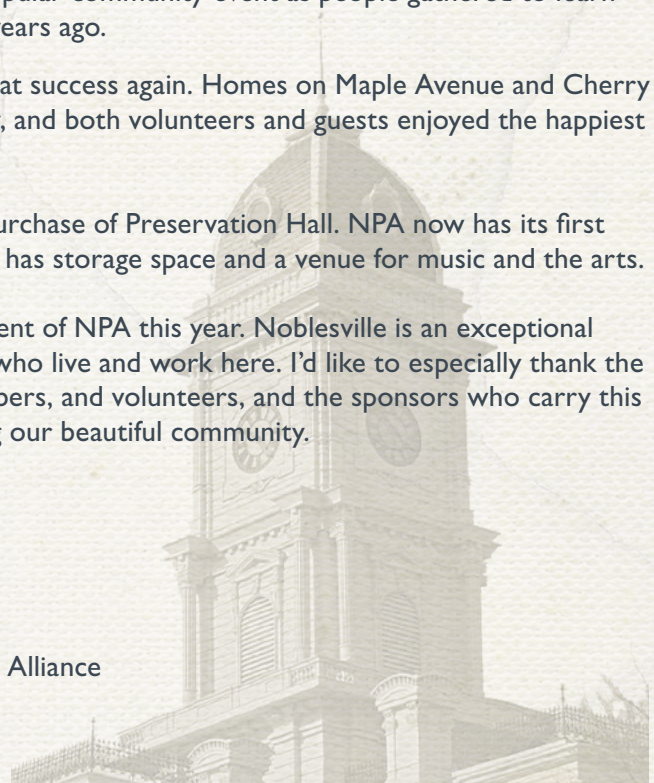 community event as people gathered to learn
years ago.
at success again. Homes on Maple Avenue and Cherry
, and both volunteers and guests enjoyed the happiest
urchase of Preservation Hall. NPA now has its first
has storage space and a venue for music and the arts.
ent of NPA this year. Noblesville is an exceptional
who live and work here. I’d like to especially thank the
bers, and volunteers, and the sponsors who carry this
g our beautiful community.
Alliance